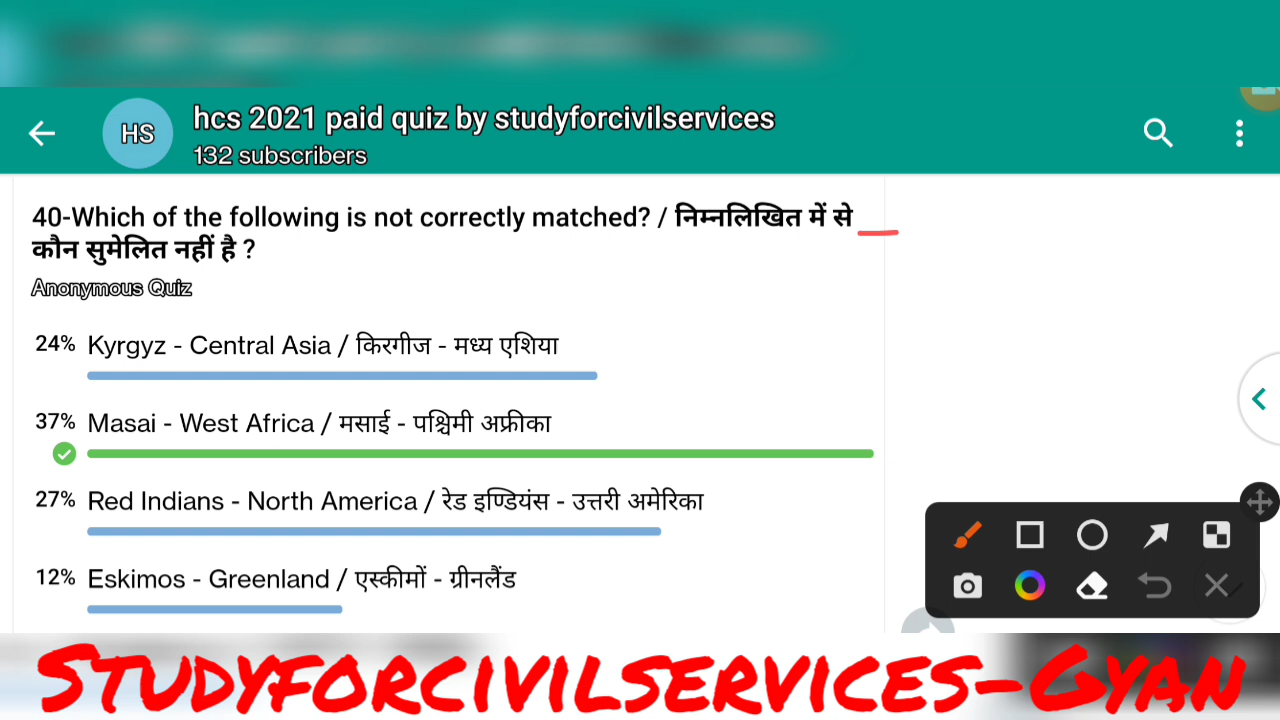 HS
hcs 2021 paid quiz by studyforcivilservices
132 subscribers
40-Which of the following is not correctly matched? / निम्नलिखित में से
कौन सुमेलित नहीं है ?
Anonymous Quiz
24% Kyrgyz - Central Asia / किरगीज - मध्य एशिया
37% Masai - West Africa / मसाई - पश्चिमी अफ्रीका
27% Red Indians - North America / रेड इण्डियंस - उत्तरी अमेरिका
12% Eskimos - Greenland / एस्कीमों - ग्रीनलैंड
STUDYFORCIVILSERVICES-GYAN